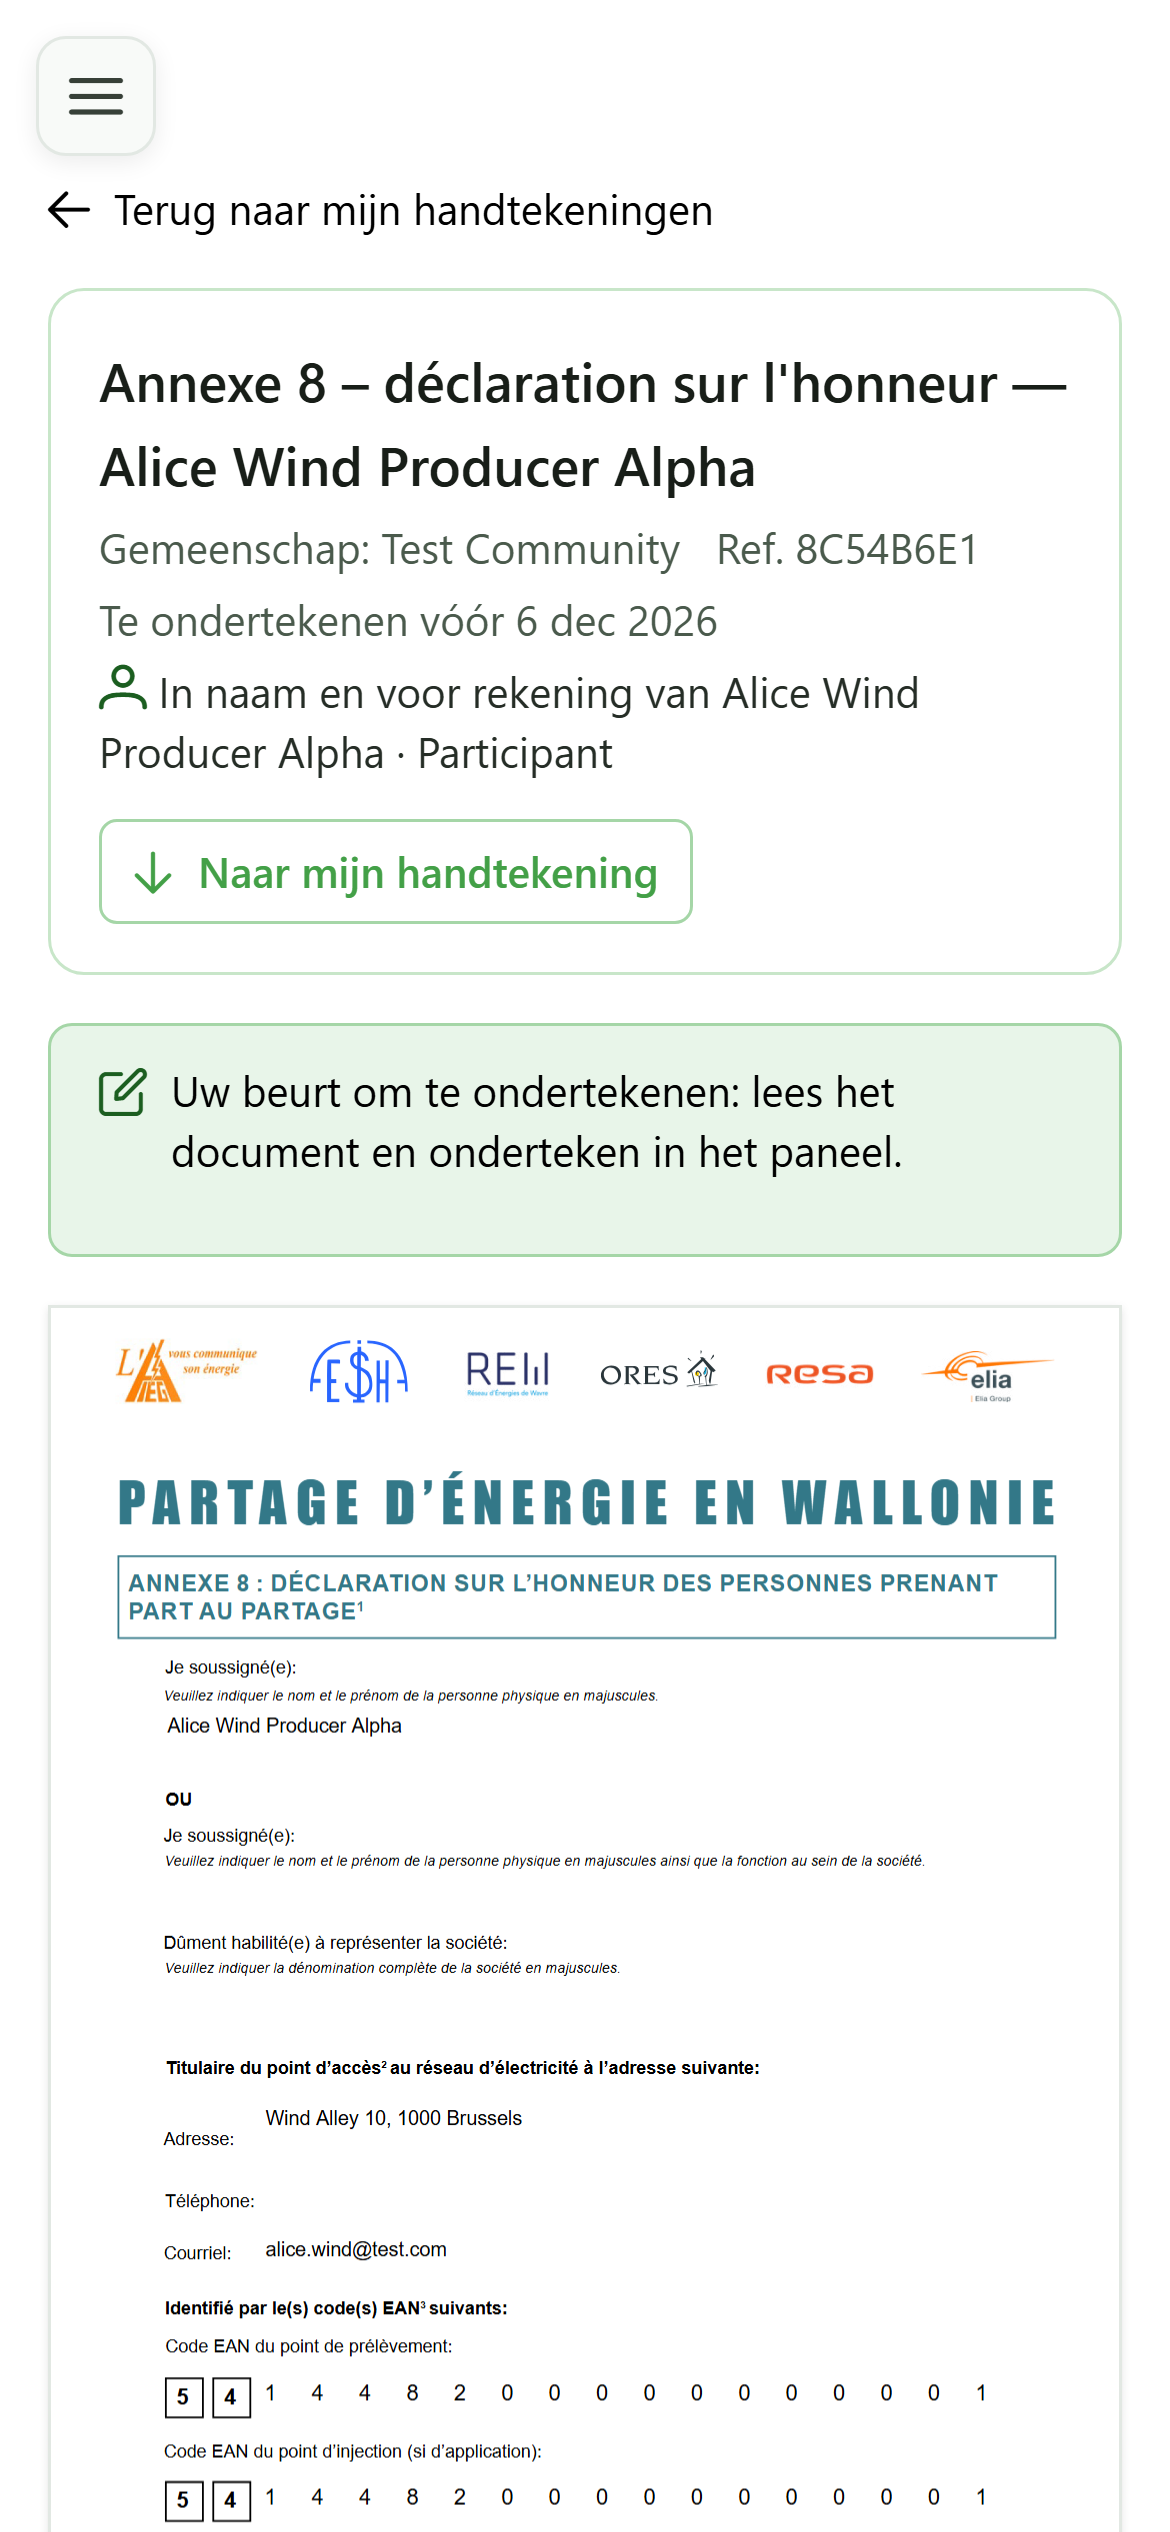 Terug naar mijn handtekeningen
Annexe 8 – déclaration sur l'honneur —
Alice Wind Producer Alpha
Gemeenschap: Test Community Ref. 8C54B6E1
Te ondertekenen vóór 6 dec 2026
In naam en voor rekening van Alice Wind
Producer Alpha · Participant
Naar mijn handtekening
Uw beurt om te ondertekenen: lees het
document en onderteken in het paneel.
L'AIEG vous communique
son énergie
AESH
REW
Réseau d'Énergies de Wavre
ORES
resa
elia
Elia Group
PARTAGE D'ÉNERGIE EN WALLONIE
ANNEXE 8 : DÉCLARATION SUR L'HONNEUR DES PERSONNES PRENANT
PART AU PARTAGE¹
Je soussigné(e):
Veuillez indiquer le nom et le prénom de la personne physique en majuscules.
Alice Wind Producer Alpha
OU
Je soussigné(e):
Veuillez indiquer le nom et le prénom de la personne physique en majuscules ainsi que la fonction au sein de la société.
Dûment habilité(e) à représenter la société:
Veuillez indiquer la dénomination complète de la société en majuscules.
Titulaire du point d'accès² au réseau d'électricité à l'adresse suivante:
Wind Alley 10, 1000 Brussels
Adresse:
Téléphone:
Courriel: alice.wind@test.com
Identifié par le(s) code(s) EAN³ suivants:
Code EAN du point de prélèvement:
5 4 1 4 4 8 2 0 0 0 0 0 0 0 0 0 0 1
Code EAN du point d'injection (si d'application):
5 4 1 4 4 8 2 0 0 0 0 0 0 0 0 0 0 1